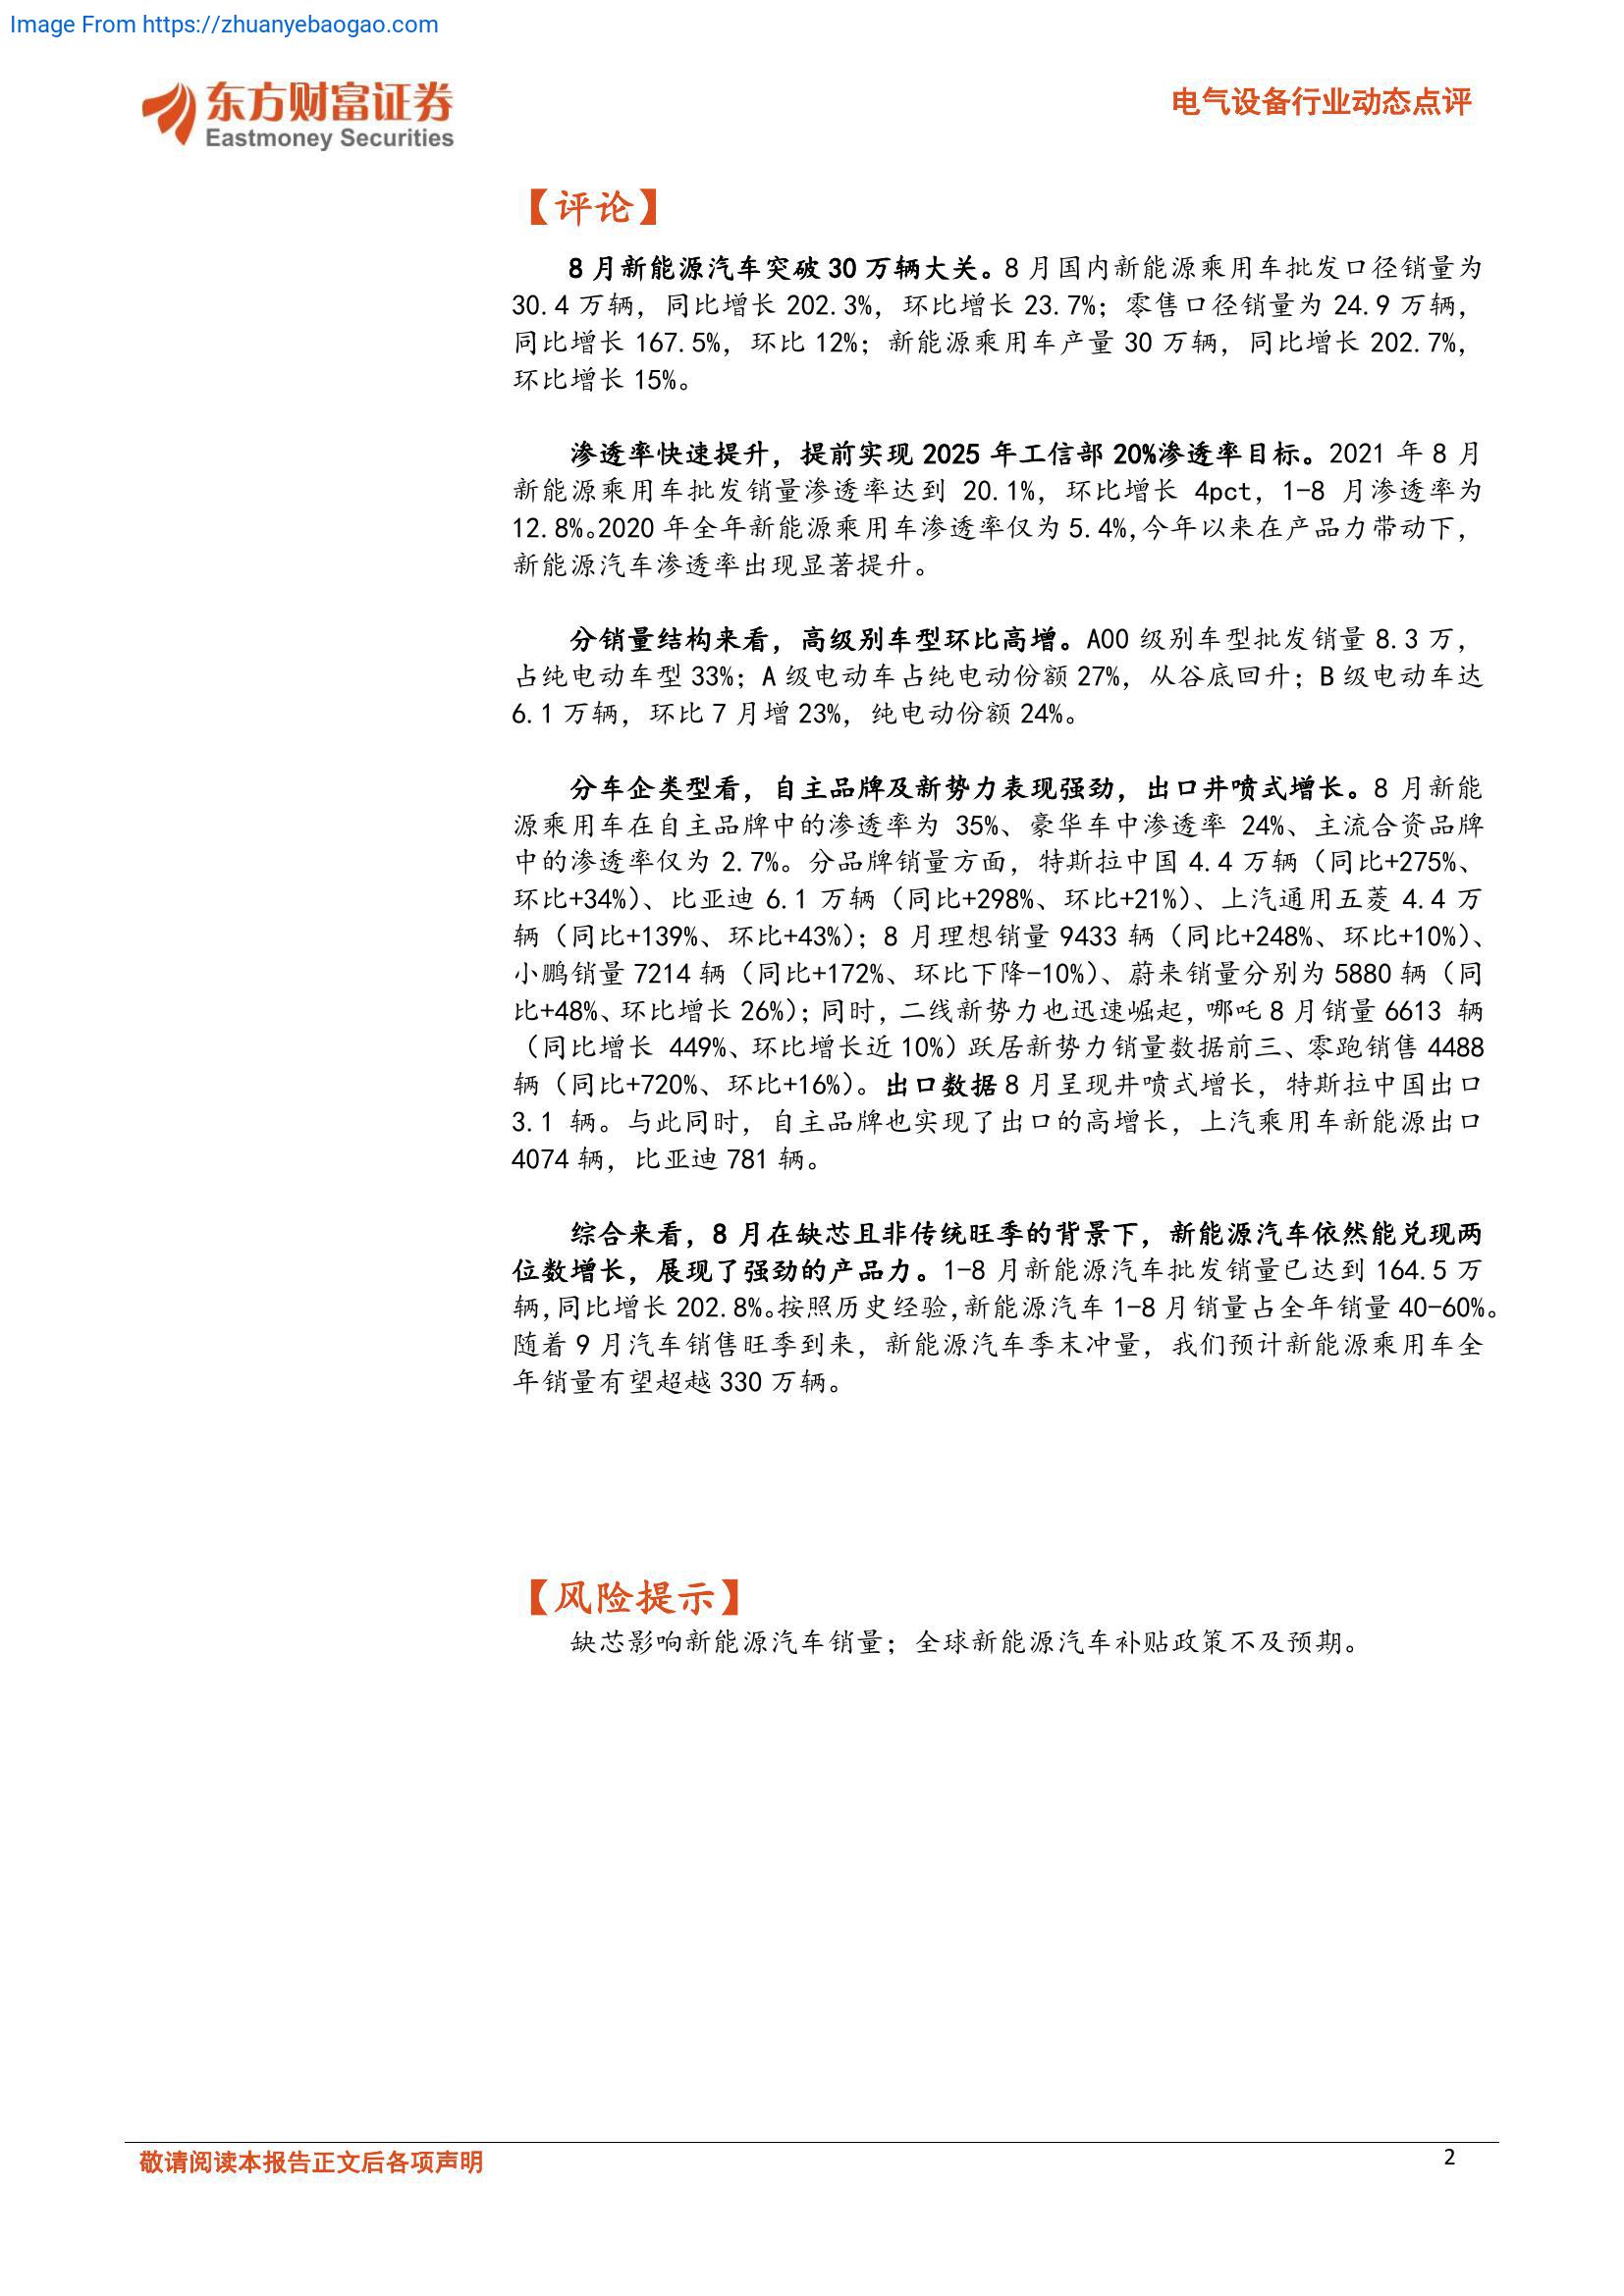 Image From https://zhuanyebaogao.com
东方财富证券
Eastmoney Securities
电气设备行业动态点评
【评论】
8 月新能源汽车突破 30 万辆大关。8 月国内新能源乘用车批发口径销量为
30.4 万辆，同比增长 202.3%，环比增长 23.7%；零售口径销量为 24.9 万辆，
同比增长 167.5%，环比 12%；新能源乘用车产量 30 万辆，同比增长 202.7%，
环比增长 15%。
渗透率快速提升，提前实现 2025 年工信部 20%渗透率目标。2021 年 8 月
新能源乘用车批发销量渗透率达到 20.1%，环比增长 4pct，1-8 月渗透率为
12.8%。2020 年全年新能源乘用车渗透率仅为 5.4%,今年以来在产品力带动下，
新能源汽车渗透率出现显著提升。
分销量结构来看，高级别车型环比高增。A00 级别车型批发销量 8.3 万，
占纯电动车型 33%；A 级电动车占纯电动份额 27%，从谷底回升；B 级电动车达
6.1 万辆，环比 7 月增 23%，纯电动份额 24%。
分车企类型看，自主品牌及新势力表现强劲，出口井喷式增长。8 月新能
源乘用车在自主品牌中的渗透率为 35%、豪华车中渗透率 24%、主流合资品牌
中的渗透率仅为 2.7%。分品牌销量方面，特斯拉中国 4.4 万辆（同比+275%、
环比+34%）、比亚迪 6.1 万辆（同比+298%、环比+21%）、上汽通用五菱 4.4 万
辆（同比+139%、环比+43%）；8 月理想销量 9433 辆（同比+248%、环比+10%）、
小鹏销量 7214 辆（同比+172%、环比下降-10%）、蔚来销量分别为 5880 辆（同
比+48%、环比增长 26%）；同时，二线新势力也迅速崛起，哪吒 8 月销量 6613 辆
（同比增长 449%、环比增长近 10%）跃居新势力销量数据前三、零跑销售 4488
辆（同比+720%、环比+16%）。出口数据 8 月呈现井喷式增长，特斯拉中国出口
3.1 辆。与此同时，自主品牌也实现了出口的高增长，上汽乘用车新能源出口
4074 辆，比亚迪 781 辆。
综合来看，8 月在缺芯且非传统旺季的背景下，新能源汽车依然能兑现两
位数增长，展现了强劲的产品力。1-8 月新能源汽车批发销量已达到 164.5 万
辆,同比增长 202.8%。按照历史经验,新能源汽车 1-8 月销量占全年销量 40-60%。
随着 9 月汽车销售旺季到来，新能源汽车季末冲量，我们预计新能源乘用车全
年销量有望超越 330 万辆。
【风险提示】
缺芯影响新能源汽车销量；全球新能源汽车补贴政策不及预期。
敬请阅读本报告正文后各项声明
2